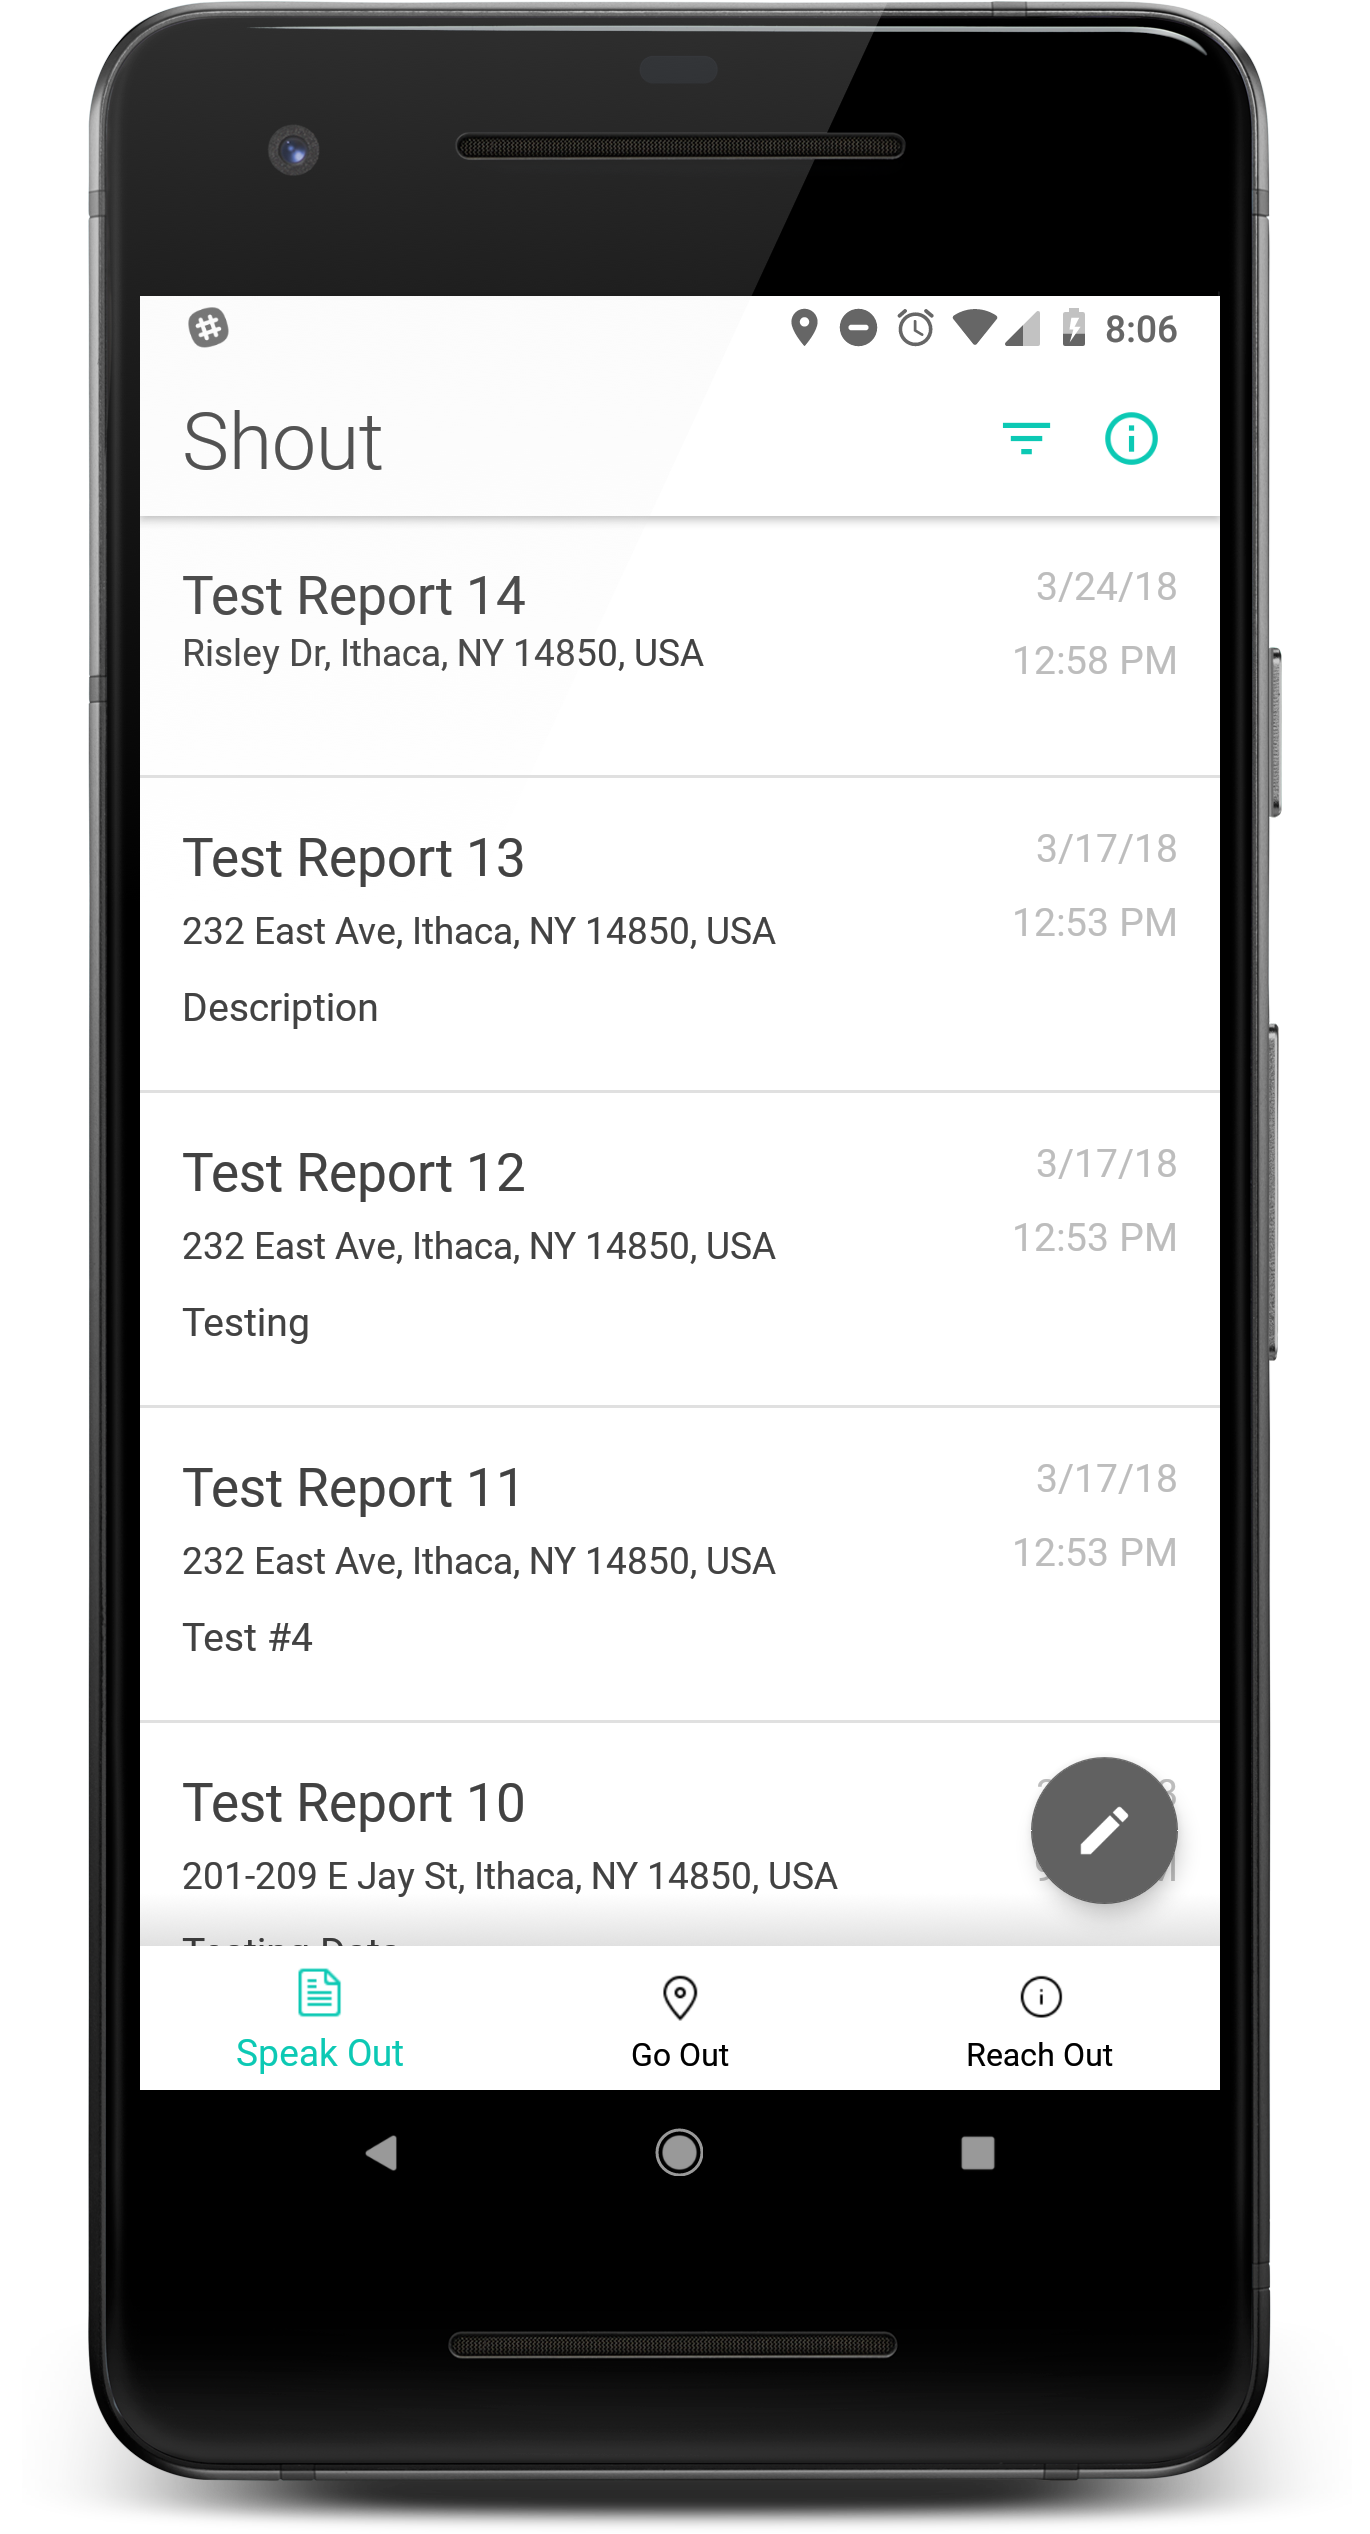 8:06
Shout
Test Report 14
3/24/18
Risley Dr, Ithaca, NY 14850, USA
12:58 PM
Test Report 13
3/17/18
232 East Ave, Ithaca, NY 14850, USA
12:53 PM
Description
Test Report 12
3/17/18
232 East Ave, Ithaca, NY 14850, USA
12:53 PM
Testing
Test Report 11
3/17/18
232 East Ave, Ithaca, NY 14850, USA
12:53 PM
Test #4
Test Report 10
201-209 E Jay St, Ithaca, NY 14850, USA
Speak Out
Go Out
Reach Out